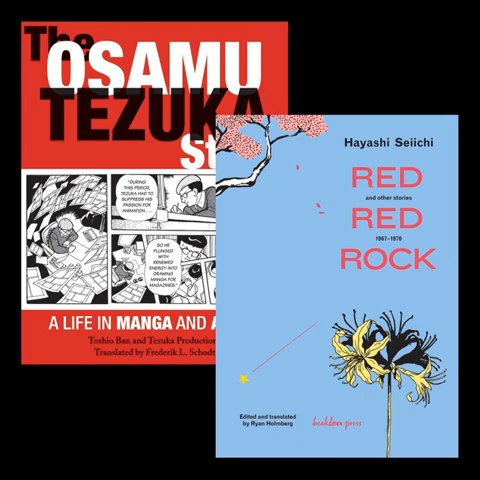 The
OSAMU
TEZUKA
St
"DURING
THIS PERIOD,
TEZUKA HAD TO
SUPPRESS HIS
PASSION FOR
ANIMATION . . .
SO HE
PLUNGED
WITH
RENEWED
ENERGY INTO
DRAWING
MANGA FOR
MAGAZINES."
A LIFE IN MANGA AND A
Toshio Ban and Tezuka Production
Translated by Frederik L. Schodt
Hayashi Seiichi
RED
and other stories
RED
1967–1970
ROCK
Edited and translated
by Ryan Holmberg
breakdown press